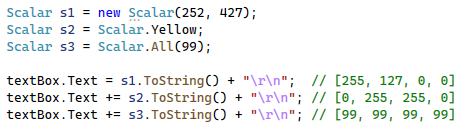 Scalar s1 = new Scalar(252, 427);
Scalar s2 = Scalar.Yellow;
Scalar s3 = Scalar.All(99);
textBox.Text = s1.ToString() + "\r\n";  // [255, 127, 0, 0]
textBox.Text += s2.ToString() + "\r\n";  // [0, 255, 255, 0]
textBox.Text += s3.ToString() + "\r\n";  // [99, 99, 99, 99]